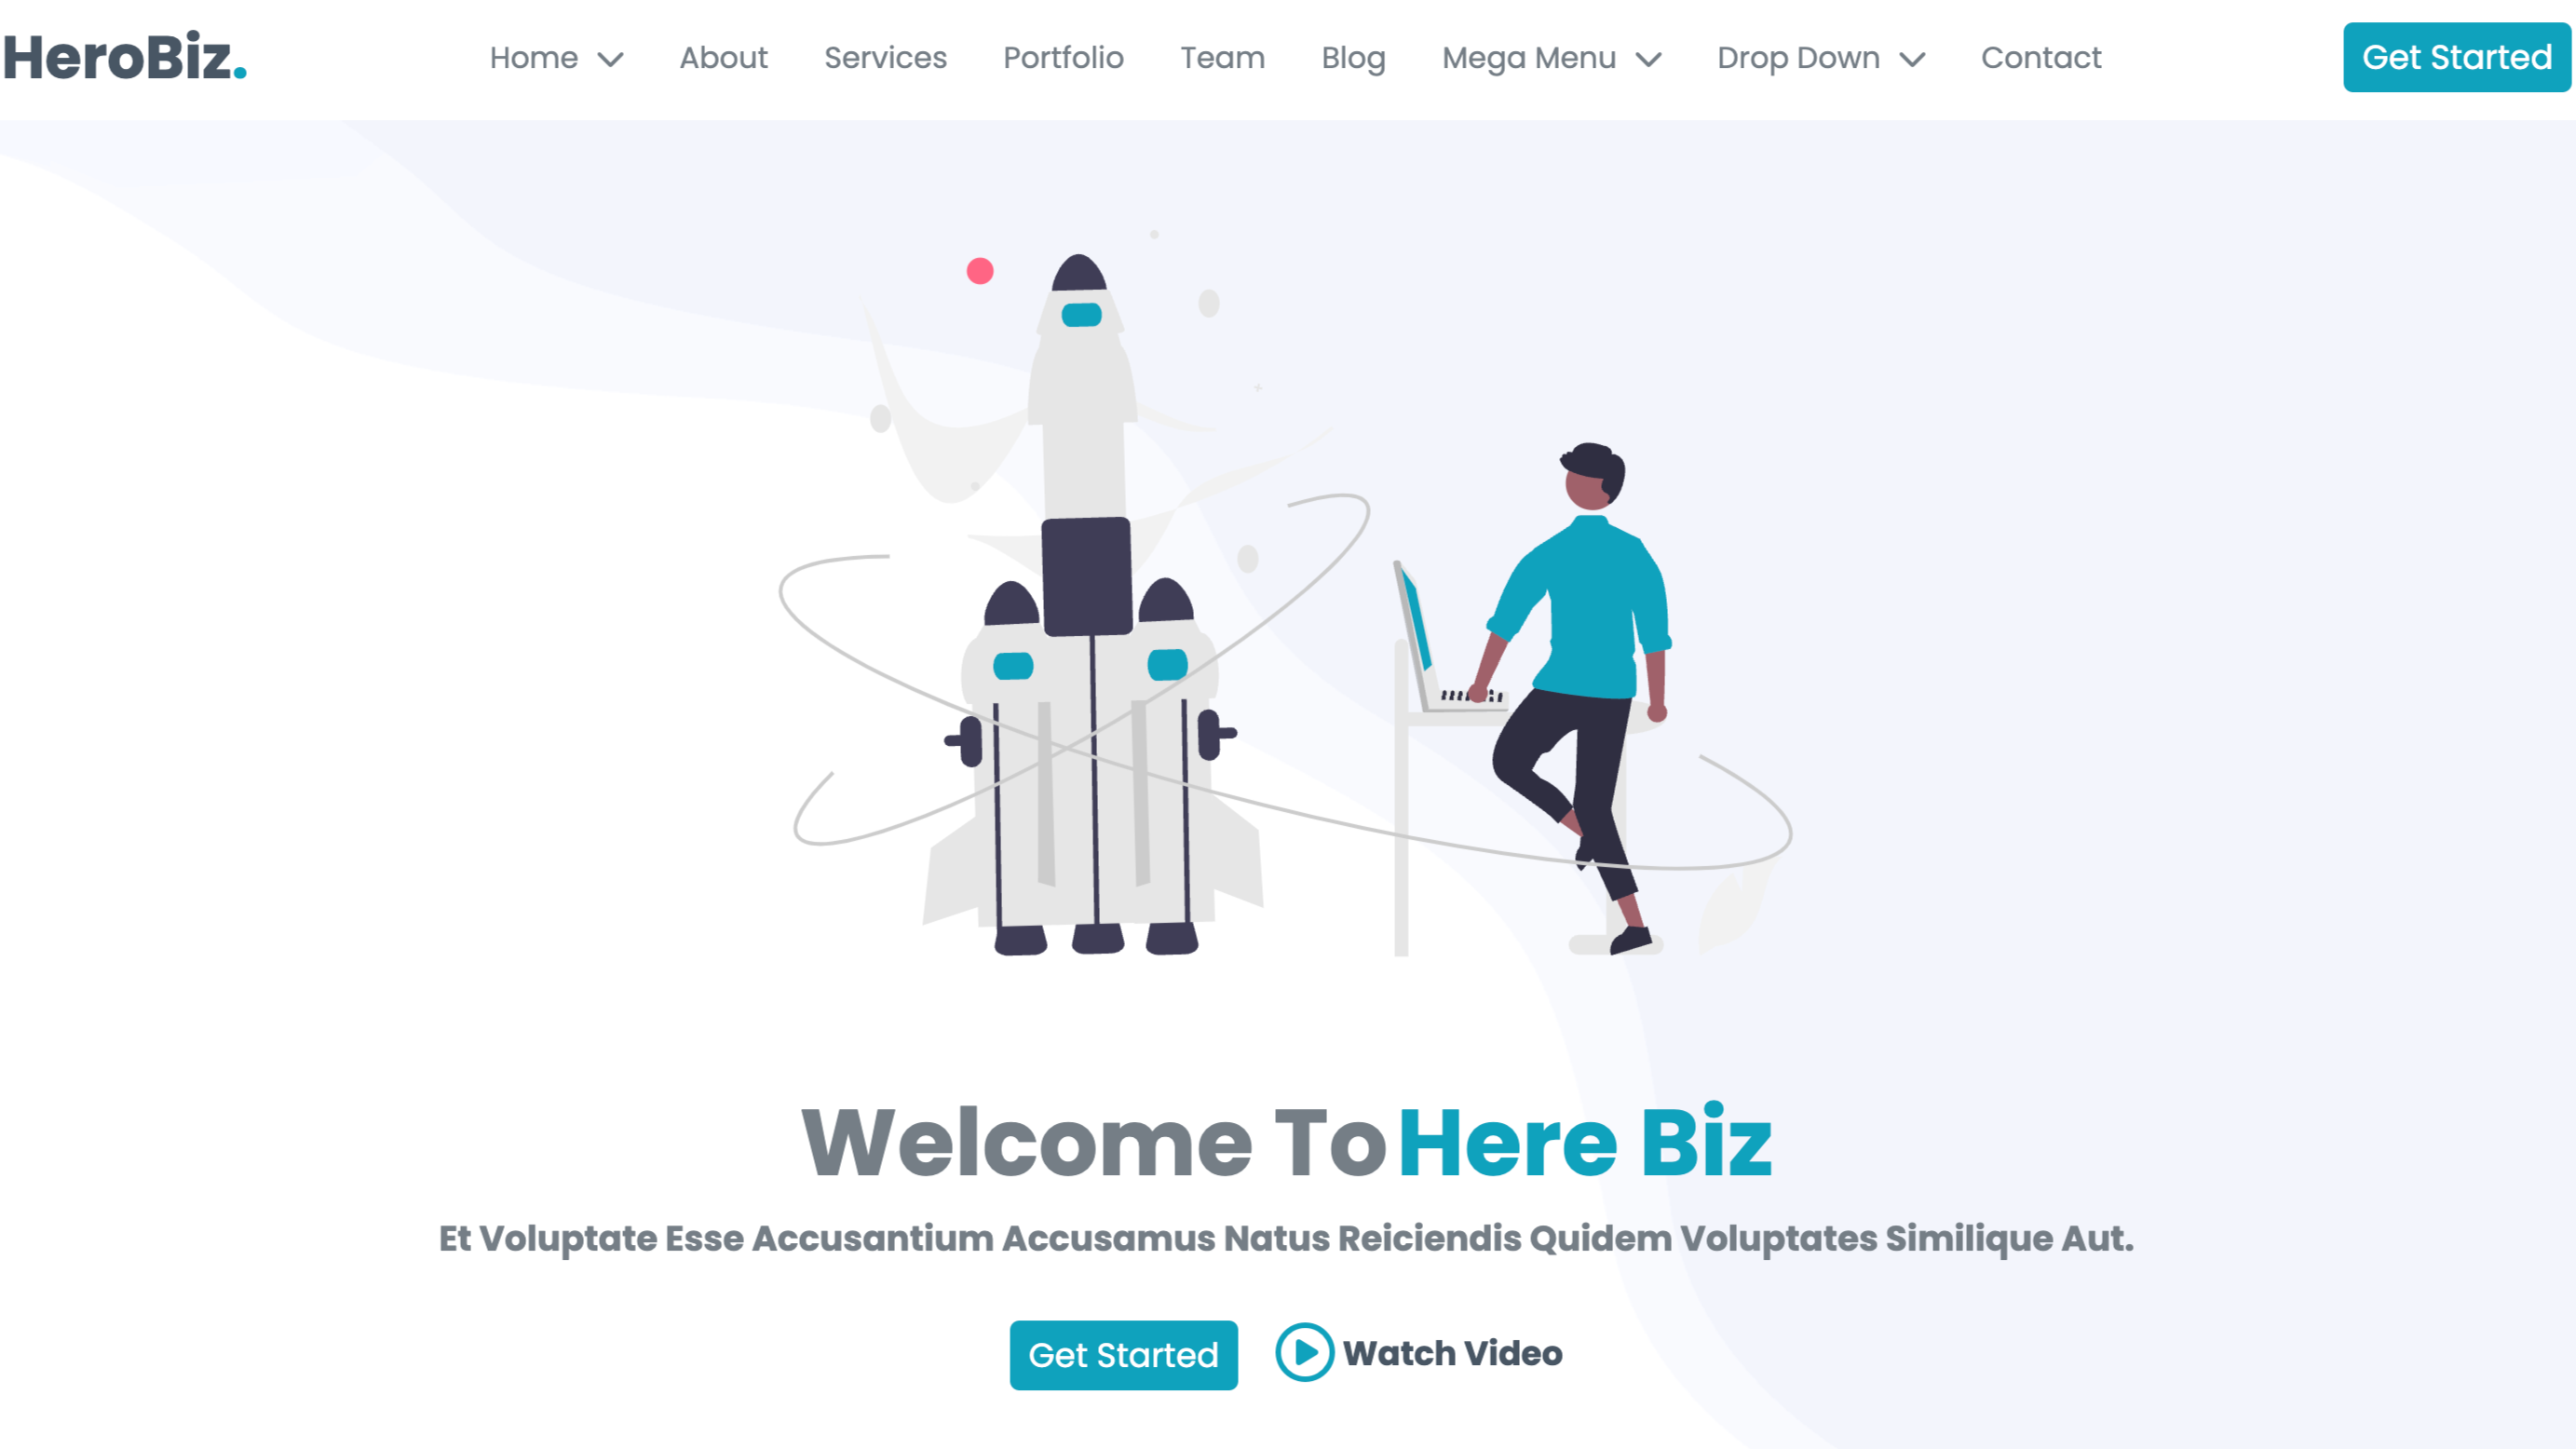 HeroBiz.
Home About Services Portfolio Team Blog Mega Menu Drop Down Contact
Get Started
Welcome To Here Biz
Et Voluptate Esse Accusantium Accusamus Natus Reiciendis Quidem Voluptates Similique Aut.
Get Started Watch Video